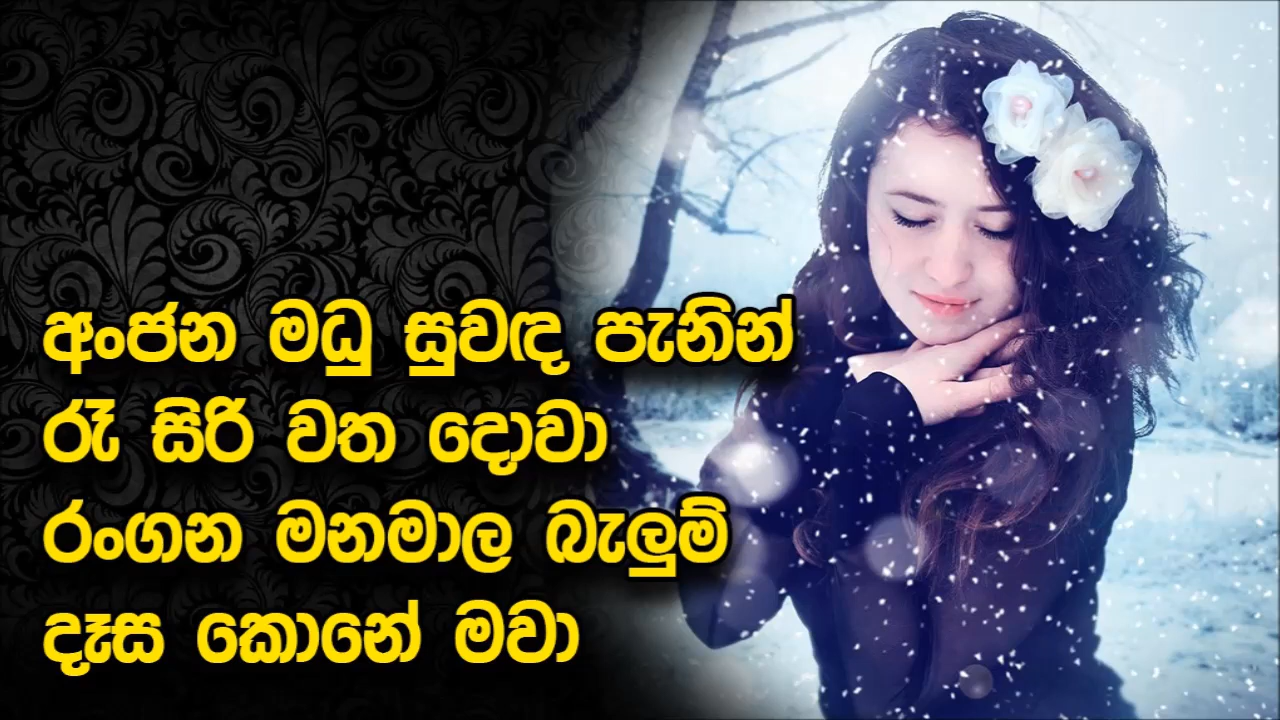 අංජන මධු සුවඳ පැනින්
රෑ සිරි වත දොවා
රංගන මනමාල බැලුම්
දෑස කොනේ මවා